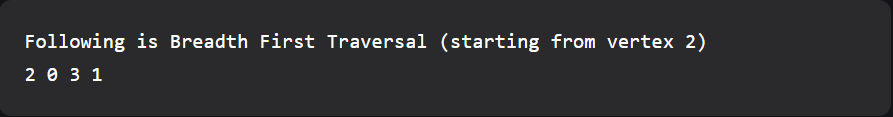 Following is Breadth First Traversal (starting from vertex 2)
2 0 3 1